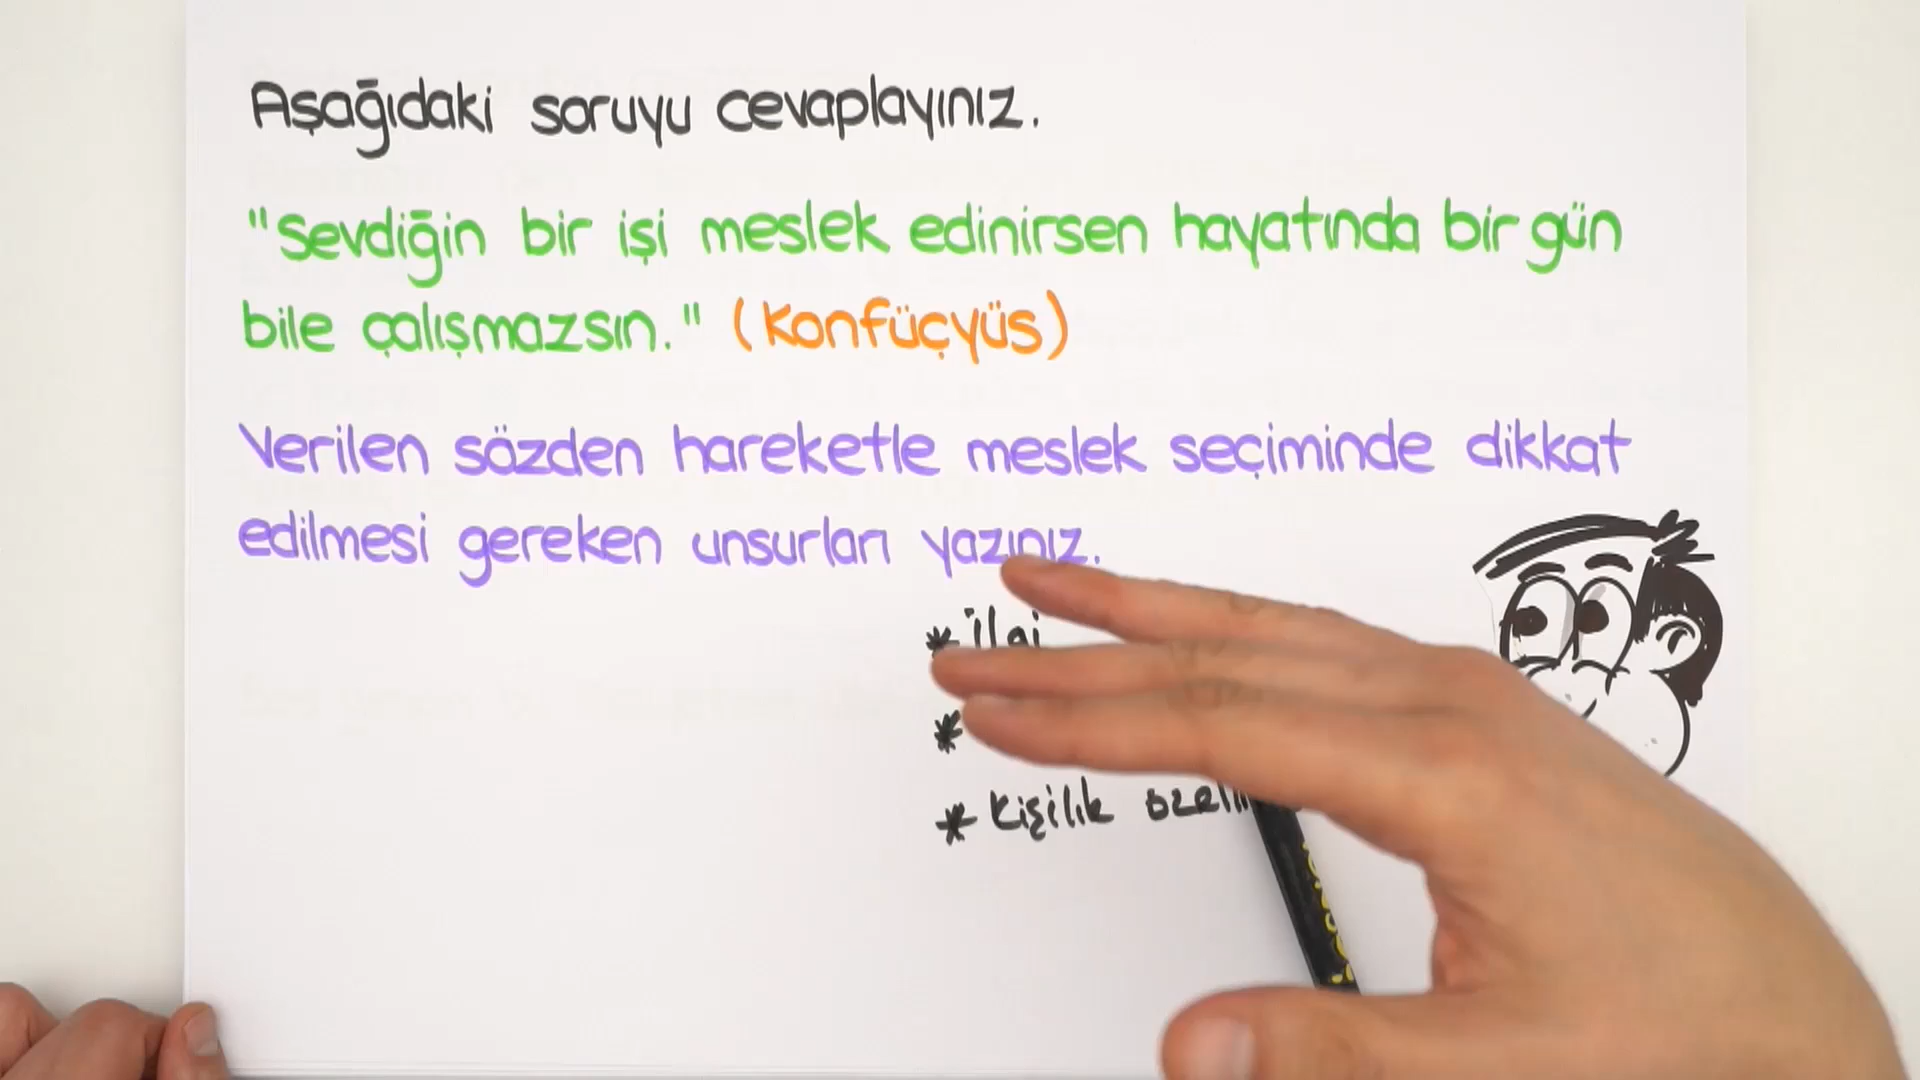 Aşağıdaki soruyu cevaplayınız.
"Sevdiğin bir işi meslek edinirsen hayatında bir gün
bile çalışmazsın." (Konfüçyüs)
Verilen sözden hareketle meslek seçiminde dikkat
edilmesi gereken unsurları yazınız.
* İlgi
*
* Kişilik